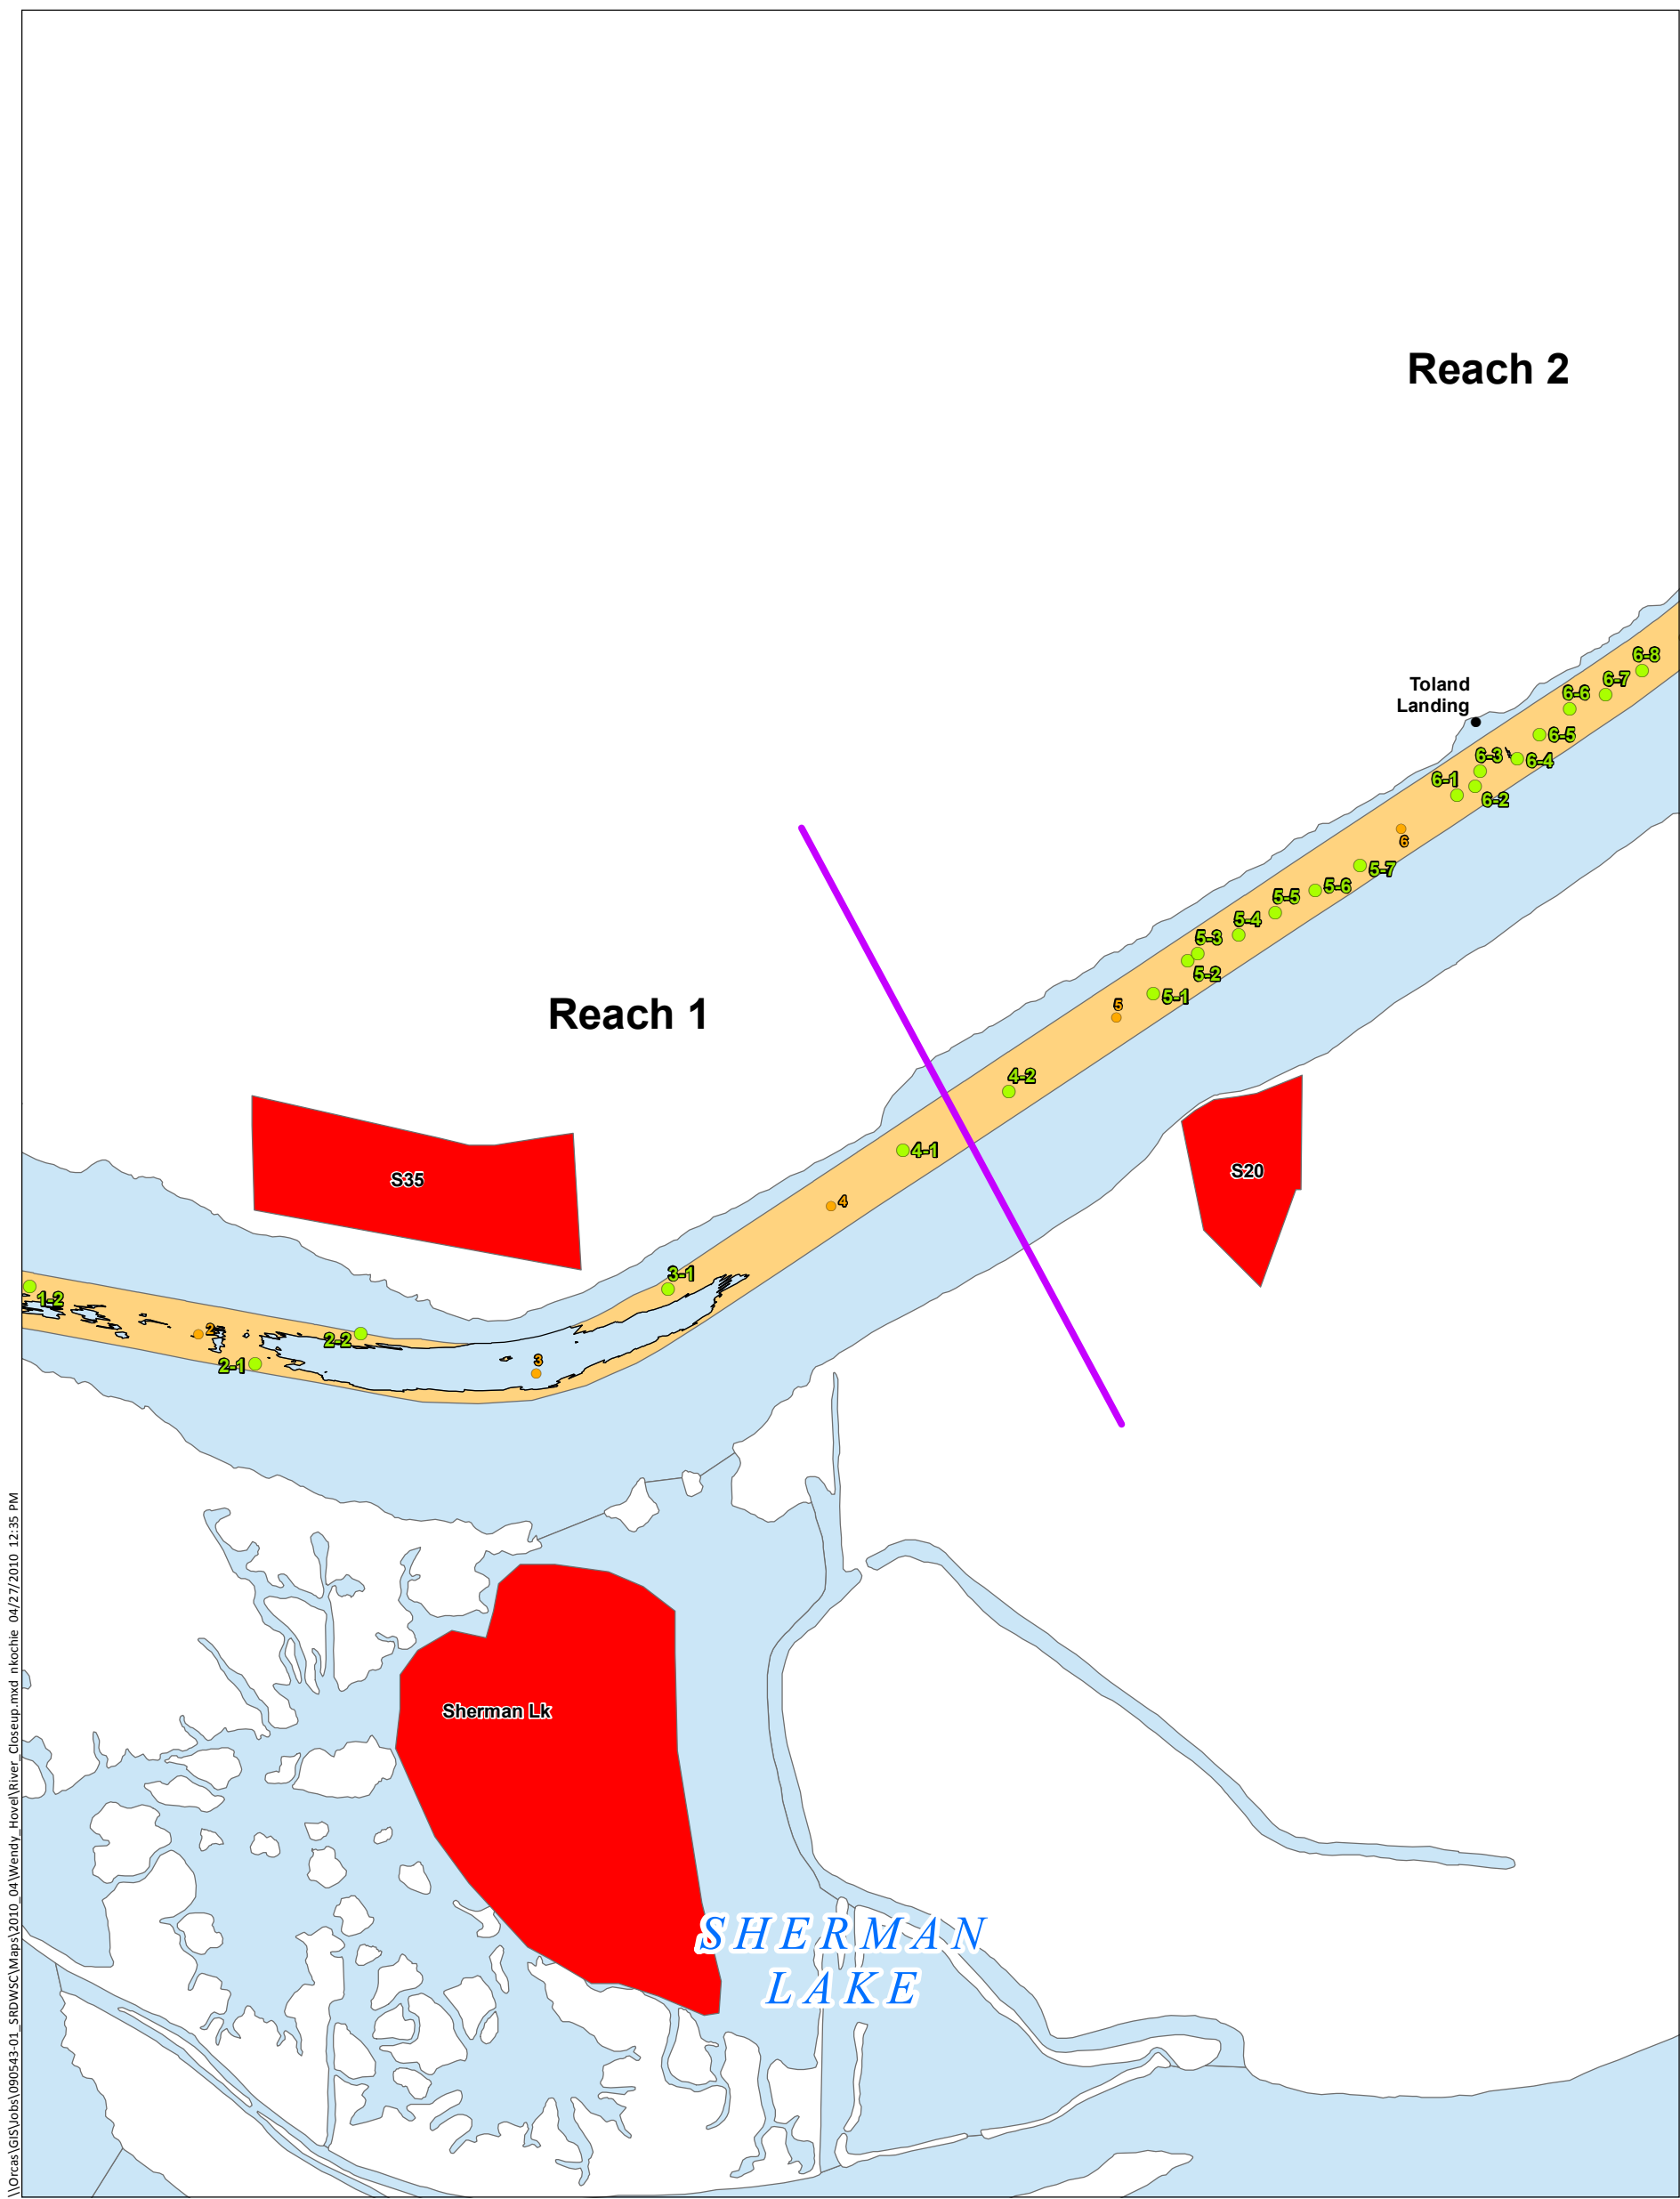 Reach 2
6-8
6-7
Toland
Landing
6-6
6-5
6-3
6-4
6-1
6-2
6
5-7
5-6
5-5
5-4
5-3
5-2
5-1
5
Reach 1
4-2
4-1
S35
S20
4
3-1
1-2
2
2-2
3
2-1
Sherman Lk
SHERMAN
LAKE
\\Orcas\GIS\Jobs\090543-01_SRDWSC\Maps\2010_04\Wendy_Hovel\River_Closeup.mxd nkochie 04/27/2010 12:35 PM